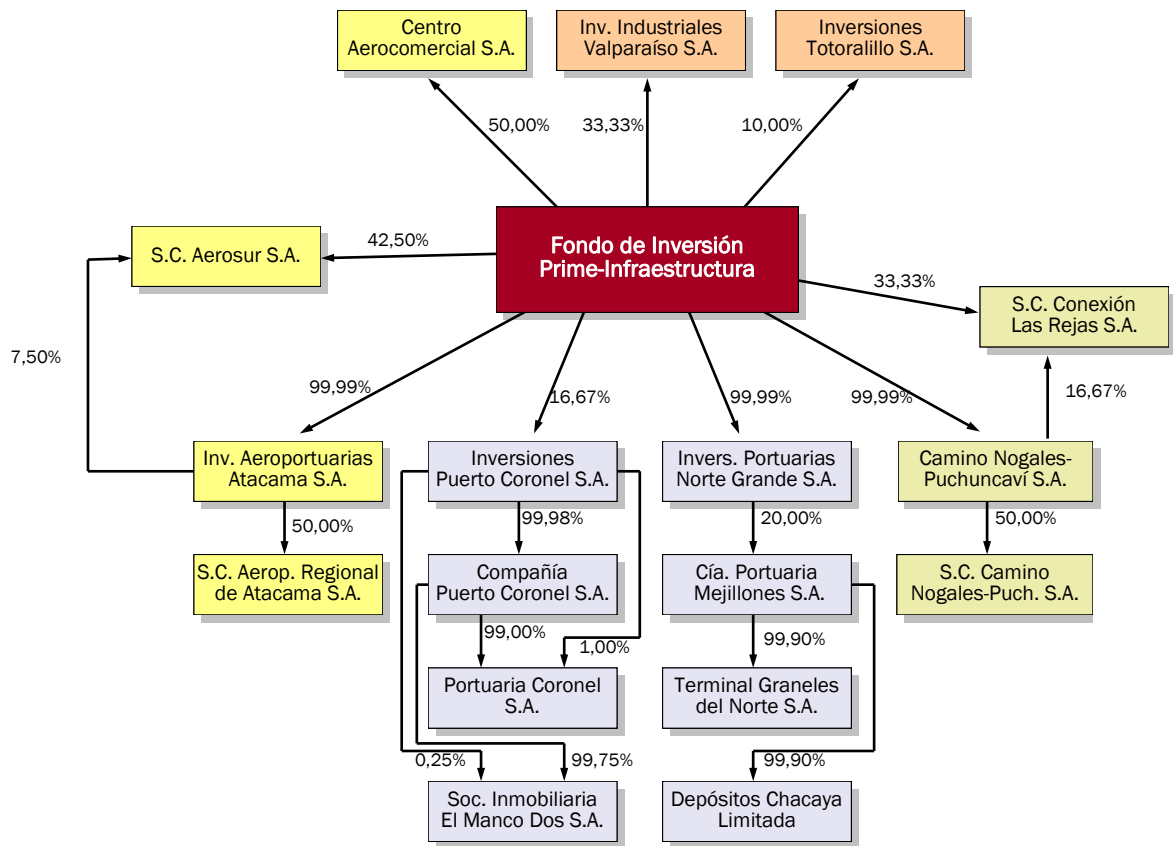 Centro
Aerocomercial S.A.
Inv. Industriales
Valparaíso S.A.
Inversiones
Totoralillo S.A.
50,00%
33,33%
10,00%
Fondo de Inversión
Prime-Infraestructura
S.C. Aerosur S.A.
42,50%
33,33%
S.C. Conexión
Las Rejas S.A.
7,50%
99,99%
16,67%
99,99%
99,99%
16,67%
Inv. Aeroportuarias
Atacama S.A.
Inversiones
Puerto Coronel S.A.
Invers. Portuarias
Norte Grande S.A.
Camino Nogales-
Puchuncaví S.A.
50,00%
99,98%
20,00%
50,00%
S.C. Aerop. Regional
de Atacama S.A.
Compañía
Puerto Coronel S.A.
Cía. Portuaria
Mejillones S.A.
S.C. Camino
Nogales-Puch. S.A.
99,00%
1,00%
99,90%
Portuaria Coronel
S.A.
Terminal Graneles
del Norte S.A.
0,25%
99,75%
99,90%
Soc. Inmobiliaria
El Manco Dos S.A.
Depósitos Chacaya
Limitada